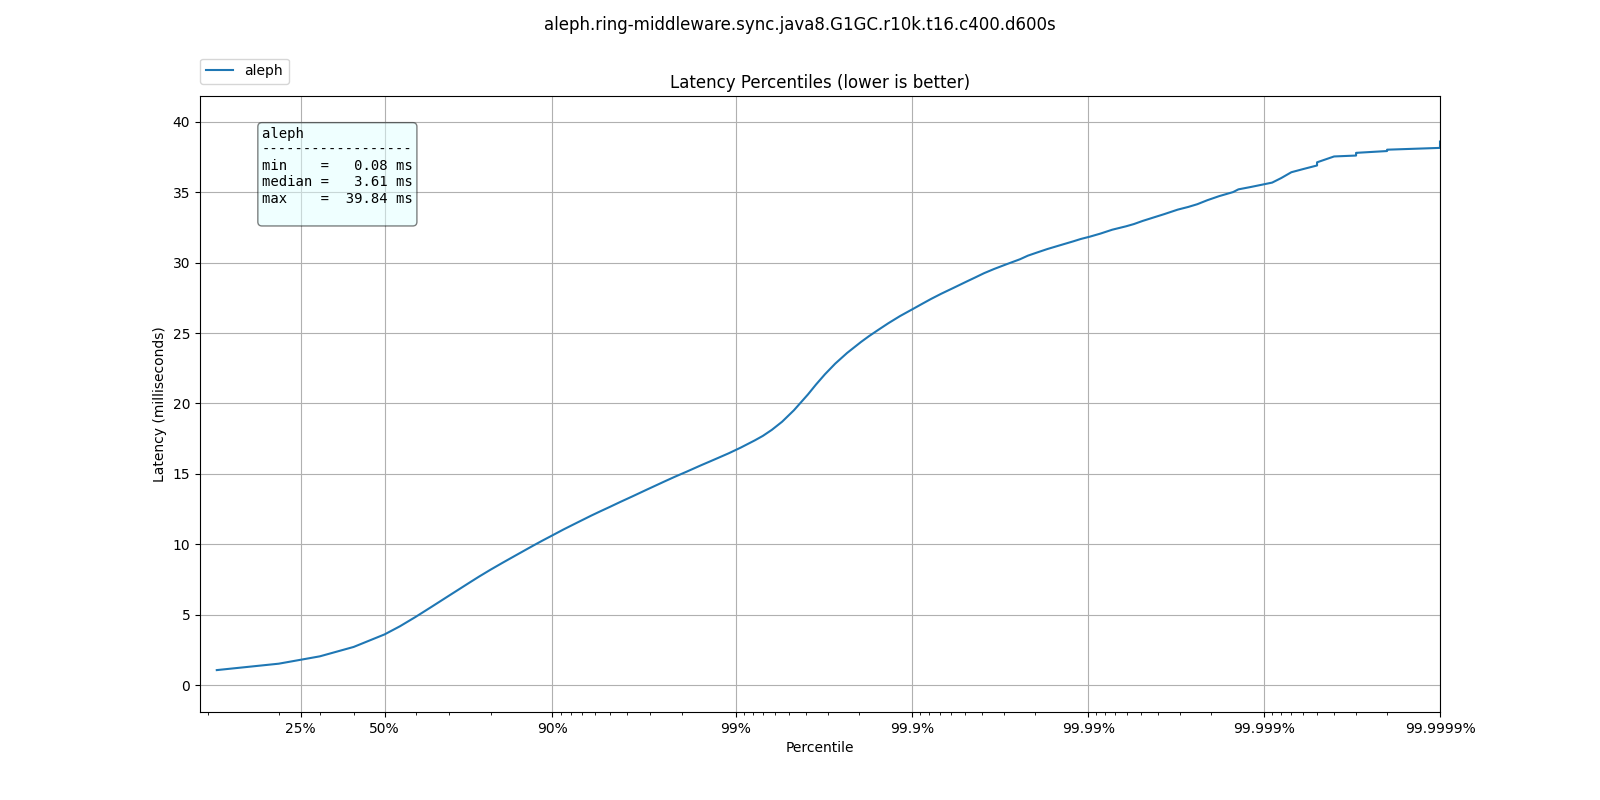 aleph.ring-middleware.sync.java8.G1GC.r10k.t16.c400.d600s
aleph
Latency Percentiles (lower is better)
aleph
------------------
min    =   0.08 ms
median =   3.61 ms
max    =  39.84 ms
40
35
30
25
20
15
10
5
0
Latency (milliseconds)
25% 50% 90% 99% 99.9% 99.99% 99.999% 99.9999%
Percentile